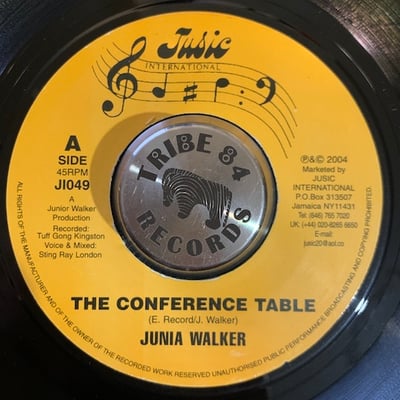 Jusic
INTERNATIONAL
A
SIDE
45RPM
JI049
A
Junior Walker
Production
Recorded:
Tuff Gong Kingston
Voice & Mixed:
Sting Ray London
TRIBE 84
RECORDS
℗&© 2004
Marketed by
JUSIC
INTERNATIONAL
P.O.Box 313507
Jamaica NY11431
Tel: (646) 765 7020
UK: (+44) 020-8265 6650
E-mail:
jusic20@aol.co
THE CONFERENCE TABLE
(E. Record/J. Walker)
JUNIA WALKER
ALL RIGHTS OF THE MANUFACTURER AND OF THE OWNER OF THE RECORDED WORK RESERVED UNAUTHORISED PUBLIC PERFORMANCE BROADCASTING AND COPYING PROHIBITED.